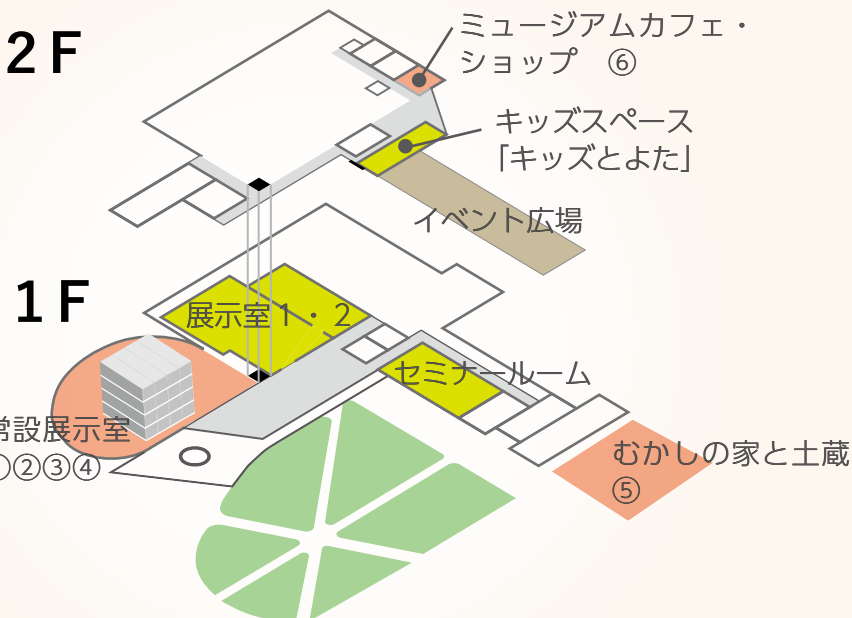 2F
ミュージアムカフェ・
ショップ ⑥
キッズスペース
「キッズとよた」
イベント広場
1F
展示室1・2
セミナールーム
常設展示室
②③④
むかしの家と土蔵
⑤